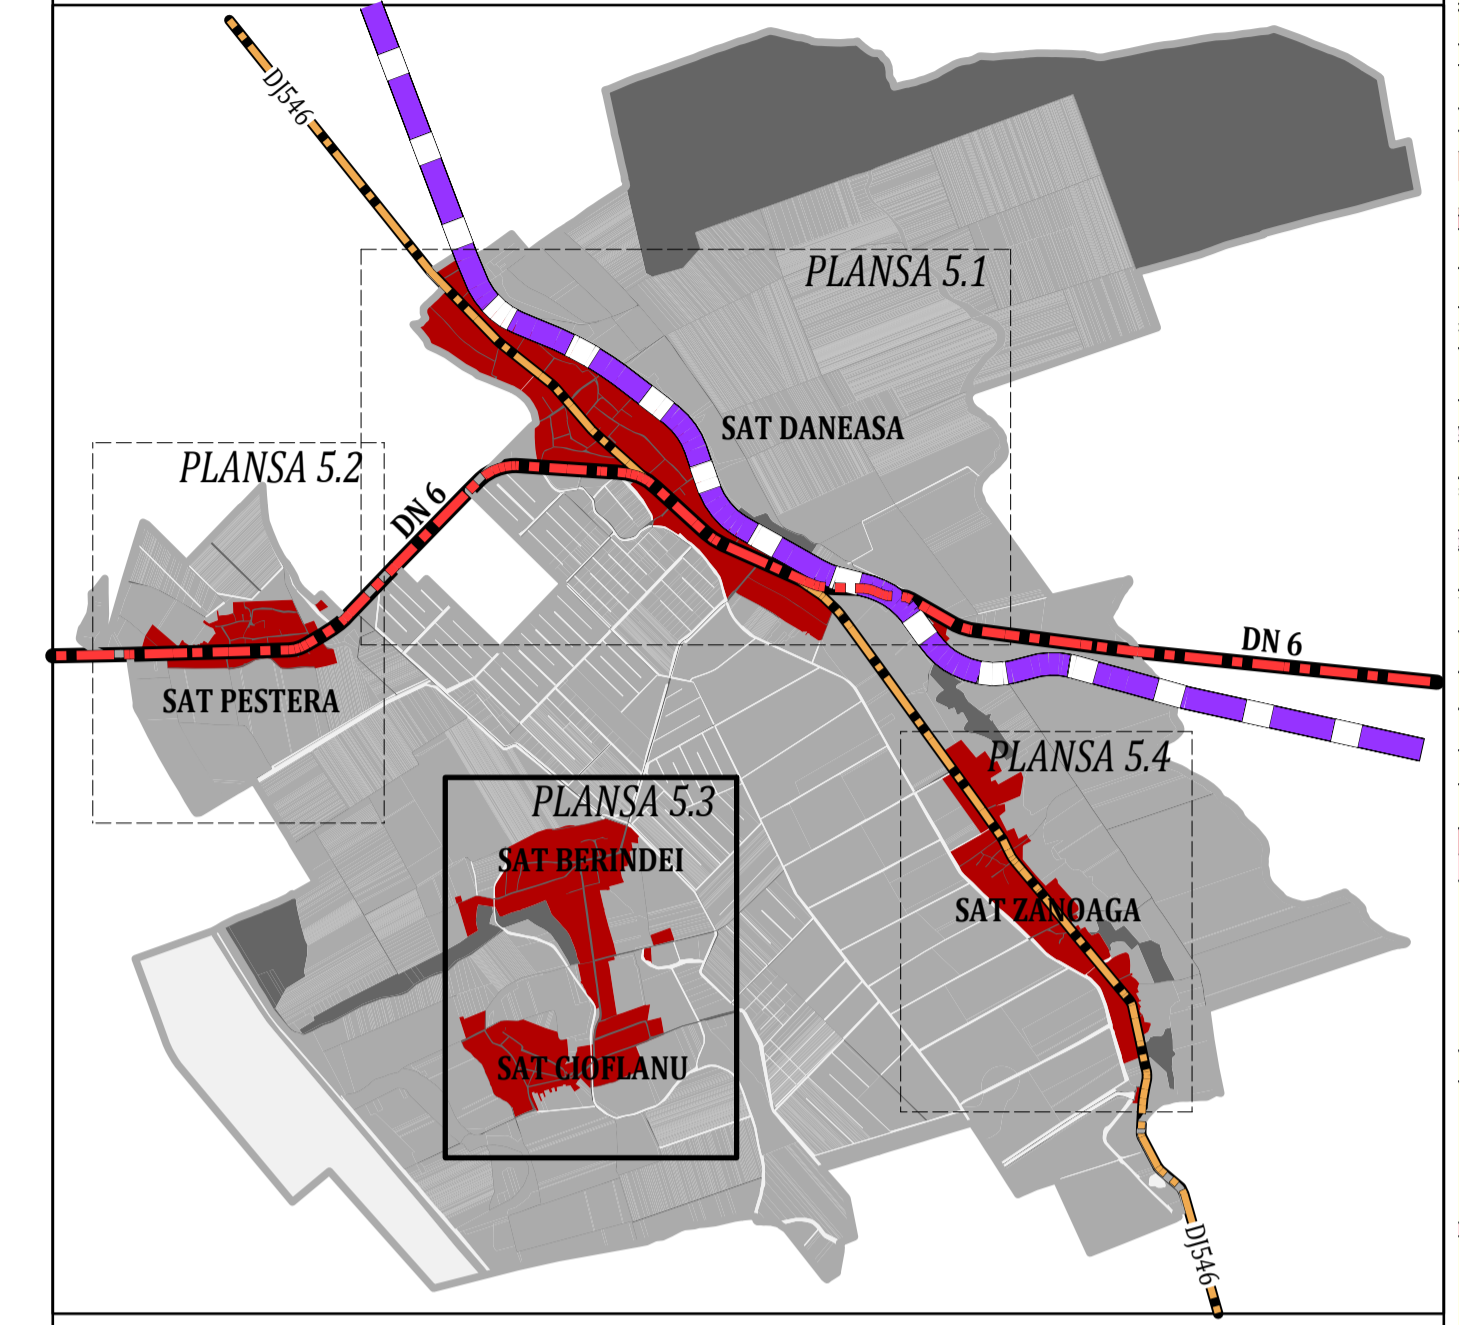 DJ546
PLANSA 5.1
SAT DANEASA
PLANSA 5.2
DN 6
DN 6
SAT PESTERA
PLANSA 5.4
PLANSA 5.3
SAT BERINDEI
SAT ZANOAGA
SAT CIOFLANU
DJ546